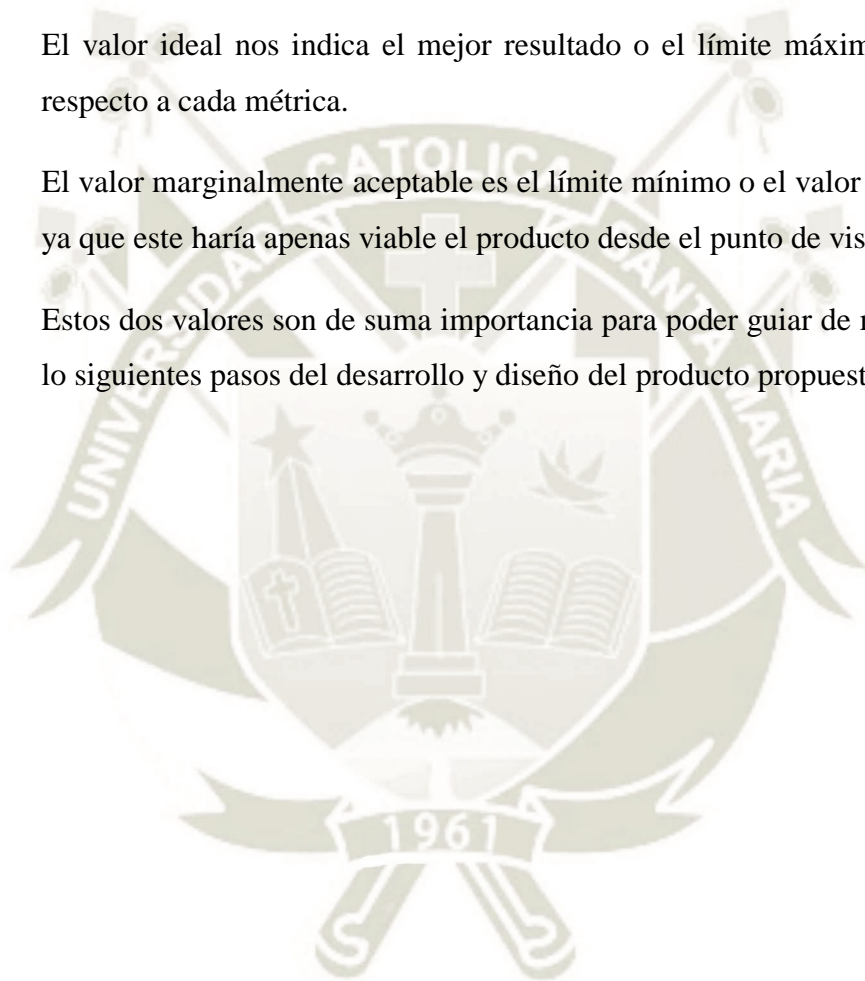 El valor ideal nos indica el mejor resultado o el límite máxim
respecto a cada métrica.
El valor marginalmente aceptable es el límite mínimo o el valor
ya que este haría apenas viable el producto desde el punto de vis
Estos dos valores son de suma importancia para poder guiar de
lo siguientes pasos del desarrollo y diseño del producto propuest
UNIVERSIDAD CATOLICA SANTA MARIA
1961